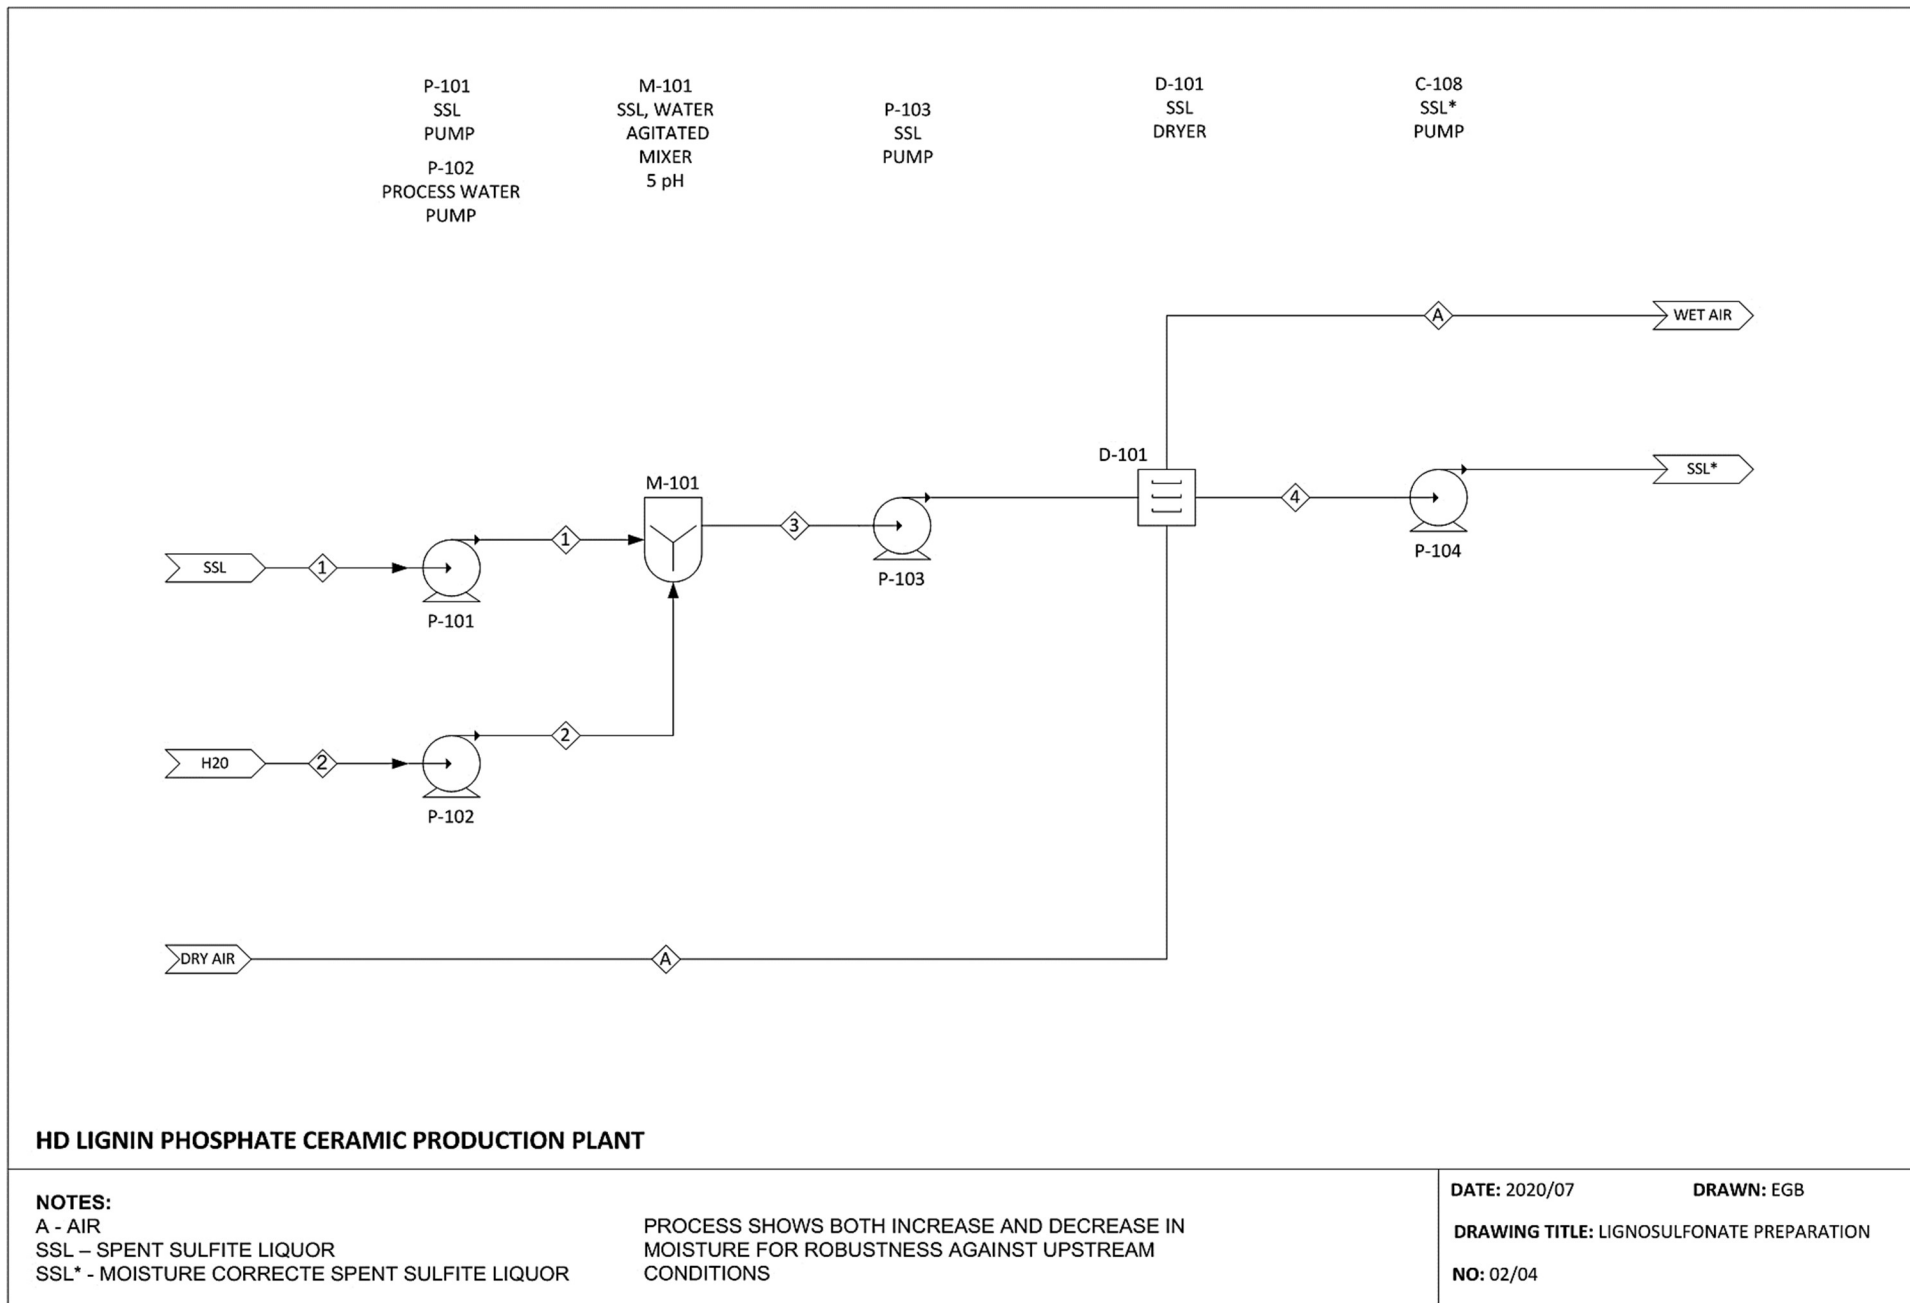 P-101
SSL
PUMP
P-102
PROCESS WATER
PUMP
M-101
SSL, WATER
AGITATED
MIXER
5 pH
P-103
SSL
PUMP
D-101
SSL
DRYER
C-108
SSL*
PUMP
A
WET AIR
D-101
SSL*
M-101
4
3
P-104
1
SSL
1
P-103
P-101
2
H20
2
P-102
DRY AIR
A
HD LIGNIN PHOSPHATE CERAMIC PRODUCTION PLANT
NOTES:
A - AIR
SSL – SPENT SULFITE LIQUOR
SSL* - MOISTURE CORRECTE SPENT SULFITE LIQUOR
PROCESS SHOWS BOTH INCREASE AND DECREASE IN
MOISTURE FOR ROBUSTNESS AGAINST UPSTREAM
CONDITIONS
DATE: 2020/07 DRAWN: EGB
DRAWING TITLE: LIGNOSULFONATE PREPARATION
NO: 02/04